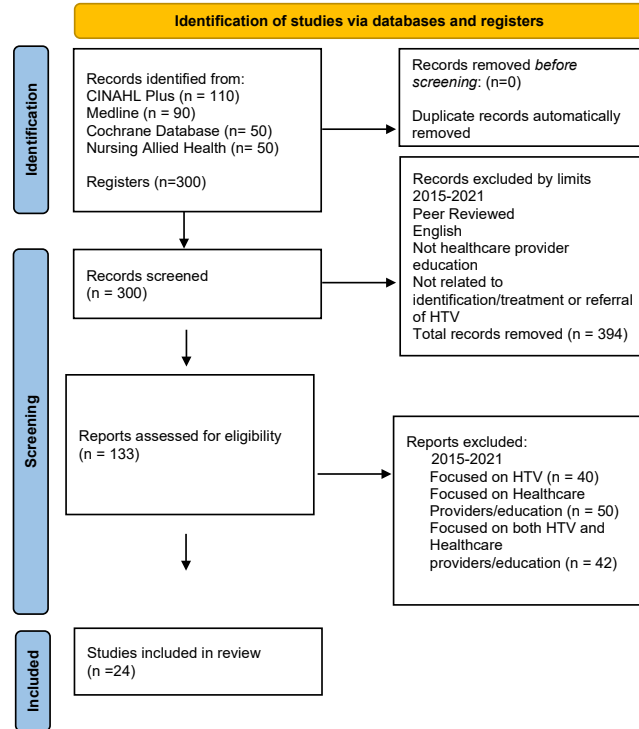 Identification of studies via databases and registers
Identification
Records identified from:
CINAHL Plus (n = 110)
Medline (n = 90)
Cochrane Database (n= 50)
Nursing Allied Health (n= 50)
Registers (n=300)
Records removed before
screening: (n=0)
Duplicate records automatically
removed
Screening
Records screened
(n = 300)
Records excluded by limits
2015-2021
Peer Reviewed
English
Not healthcare provider
education
Not related to
identification/treatment or referral
of HTV
Total records removed (n = 394)
Reports assessed for eligibility
(n = 133)
Reports excluded:
2015-2021
Focused on HTV (n = 40)
Focused on Healthcare
Providers/education (n = 50)
Focused on both HTV and
Healthcare
providers/education (n = 42)
Included
Studies included in review
(n =24)